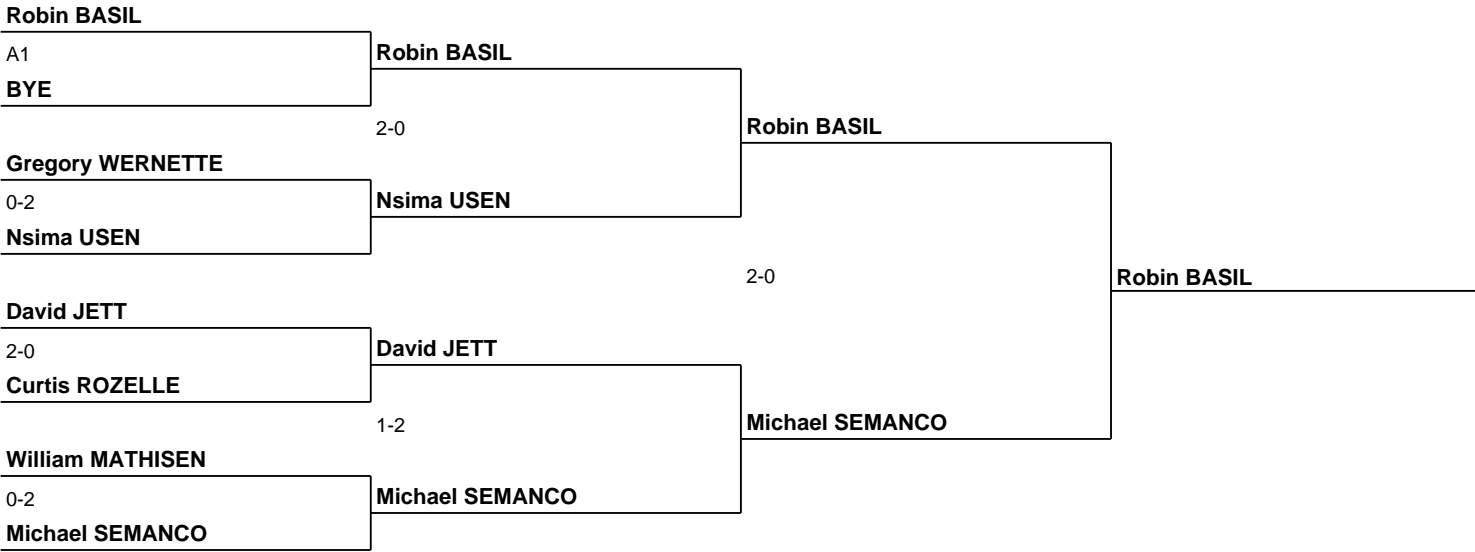 Robin BASIL
A1
Robin BASIL
BYE
2-0
Robin BASIL
Gregory WERNETTE
0-2
Nsima USEN
Nsima USEN
2-0
Robin BASIL
David JETT
2-0
David JETT
Curtis ROZELLE
1-2
Michael SEMANCO
William MATHISEN
0-2
Michael SEMANCO
Michael SEMANCO